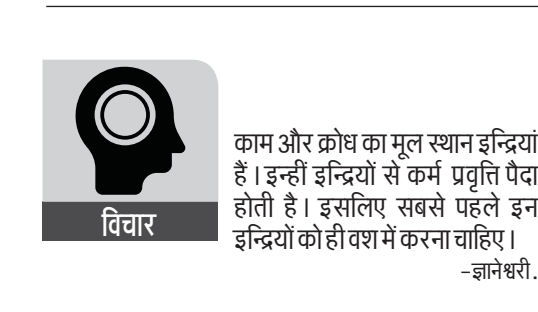 विचार
काम और क्रोध का मूल स्थान इन्द्रियां
हैं। इन्हीं इन्द्रियों से कर्म प्रवृत्ति पैदा
होती है। इसलिए सबसे पहले इन
इन्द्रियों को ही वश में करना चाहिए।
-ज्ञानेश्वरी.